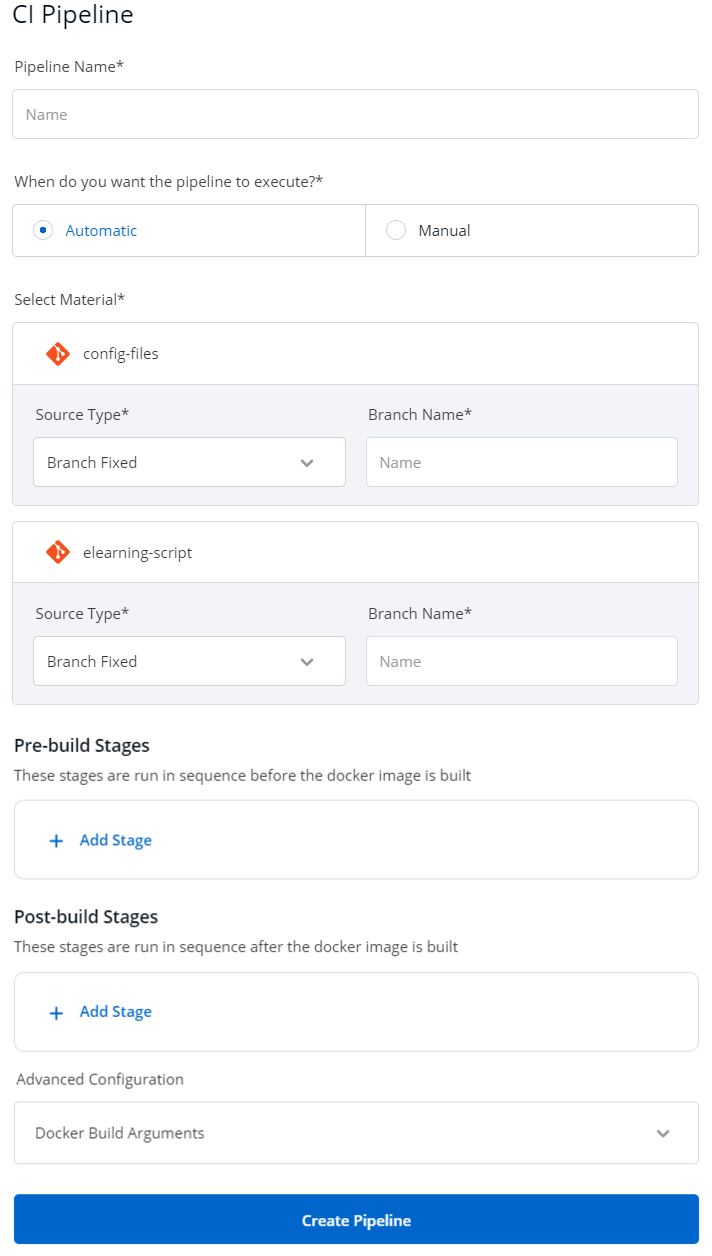 CI Pipeline
Pipeline Name*
Name
When do you want the pipeline to execute?*
Automatic
Manual
Select Material*
config-files
Source Type*
Branch Name*
Branch Fixed
Name
elearning-script
Source Type*
Branch Name*
Branch Fixed
Name
Pre-build Stages
These stages are run in sequence before the docker image is built
+ Add Stage
Post-build Stages
These stages are run in sequence after the docker image is built
+ Add Stage
Advanced Configuration
Docker Build Arguments
Create Pipeline